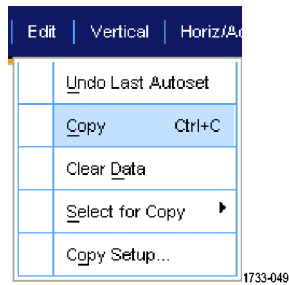 Edit Vertical Horiz/Ac
Undo Last Autoset
Copy Ctrl+C
Clear Data
Select for Copy
Copy Setup...
1733-049